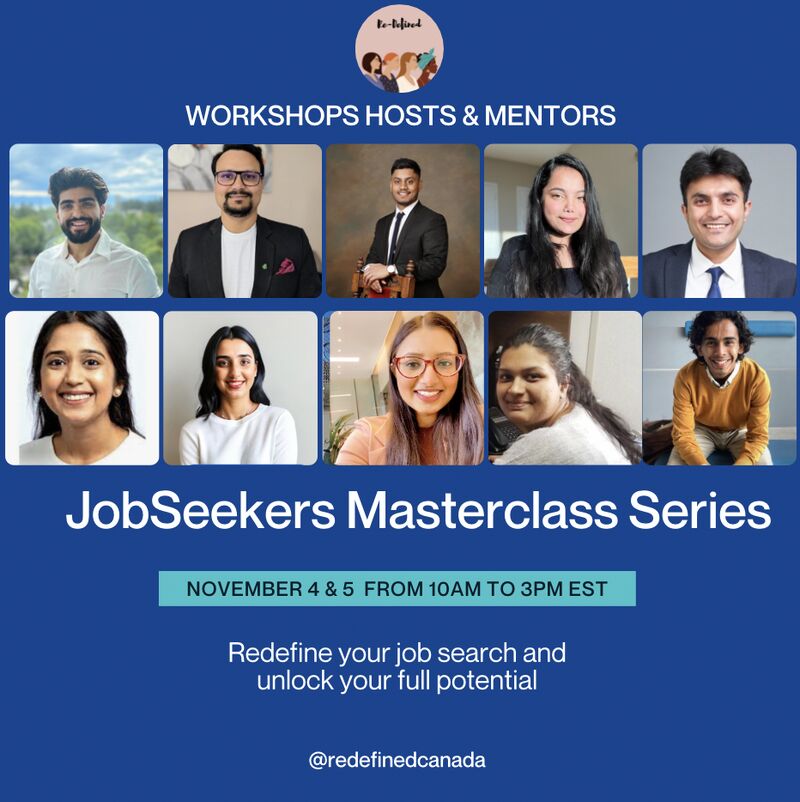 Re-Defined
WORKSHOPS HOSTS & MENTORS
JobSeekers Masterclass Series
NOVEMBER 4 & 5 FROM 10AM TO 3PM EST
Redefine your job search and
unlock your full potential
@redefinedcanada